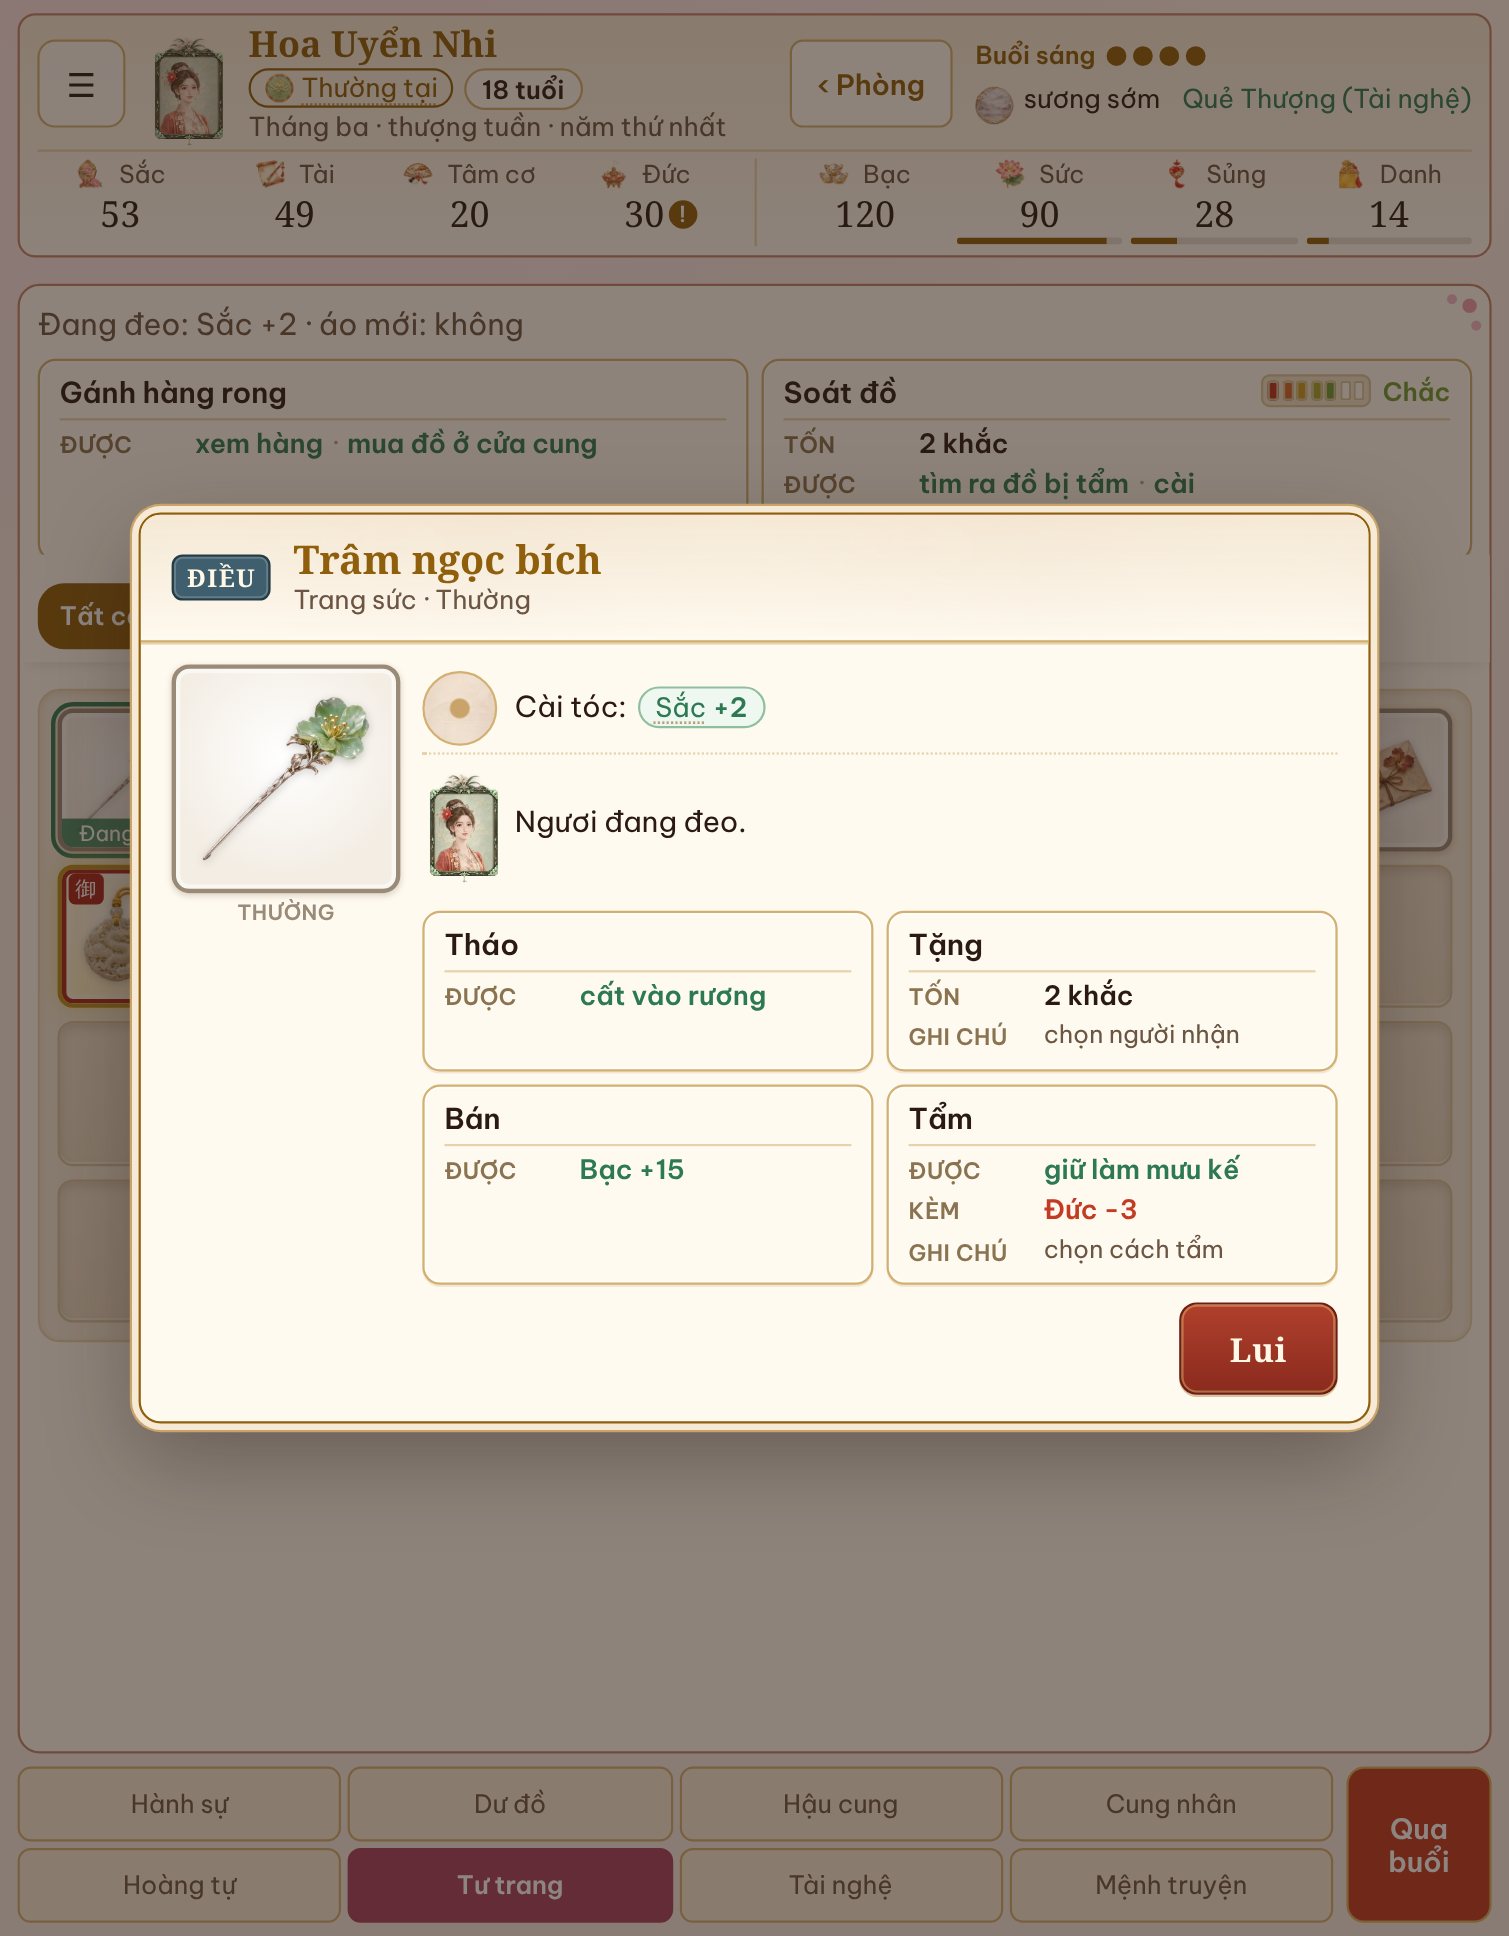 ☰
Hoa Uyển Nhi
Thường tại
18 tuổi
Tháng ba · thượng tuần · năm thứ nhất
‹ Phòng
Buổi sáng
sương sớm Quẻ Thượng (Tài nghệ)
Sắc Tài Tâm cơ Đức Bạc Sức Sủng Danh
53 49 20 30 ! 120 90 28 14
Đang đeo: Sắc +2 · áo mới: không
Gánh hàng rong
ĐƯỢC xem hàng · mua đồ ở cửa cung
Soát đồ Chắc
TỐN 2 khắc
ĐƯỢC tìm ra đồ bị tẩm · cài
Tất
Đang
御
ĐIỀU
Trâm ngọc bích
Trang sức · Thường
THƯỜNG
Cài tóc: Sắc +2
Ngươi đang đeo.
Tháo
ĐƯỢC cất vào rương
Tặng
TỐN 2 khắc
GHI CHÚ chọn người nhận
Bán
ĐƯỢC Bạc +15
Tẩm
ĐƯỢC giữ làm mưu kế
KÈM Đức -3
GHI CHÚ chọn cách tẩm
Lui
Hành sự Dư đồ Hậu cung Cung nhân
Hoàng tự Tư trang Tài nghệ Mệnh truyện
Qua
buổi